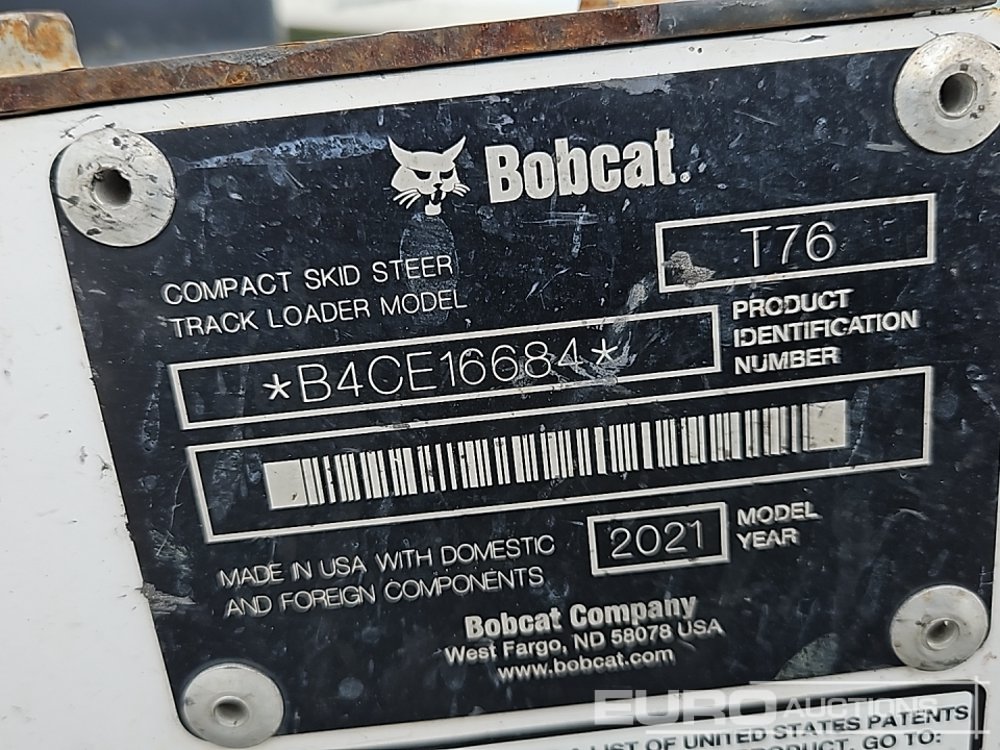 Bobcat.
T76
COMPACT SKID STEER
TRACK LOADER MODEL
PRODUCT
IDENTIFICATION
NUMBER
*B4CE16684*
2021
MODEL
YEAR
MADE IN USA WITH DOMESTIC
AND FOREIGN COMPONENTS
Bobcat Company
West Fargo, ND 58078 USA
www.bobcat.com
EURO AUCTIONS
LIST OF UNITED STATES PATENTS
PRODUCT, GO TO: